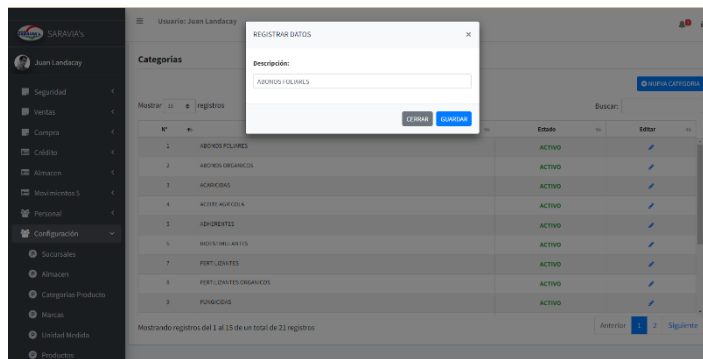 Usuario: Juan Landacay
SARAVIA's
Juan Landacay
Seguridad
Ventas
Compra
Crédito
Almacen
Movimientos S
Personal
Configuración
Sucursales
Almacen
Categorias Producto
Marcas
Unidad Medida
Productos
REGISTRAR DATOS ×
Descripción:
ABONOS FOLIARES
CERRAR GUARDAR
Categorias
NUEVA CATEGORIA
Mostrar registros
Buscar:
N° Estado Editar
1 ABONOS FOLIARES ACTIVO
2 ABONOS ORGANICOS ACTIVO
3 ACARICIDAS ACTIVO
4 ACEITE AGRICOLA ACTIVO
5 ADHERENTES ACTIVO
6 BIOESTIMULANTES ACTIVO
7 FERTILIZANTES ACTIVO
8 FERTILIZANTES ORGANICOS ACTIVO
9 FUNGICIDAS ACTIVO
Mostrando registros del 1 al 15 de un total de 21 registros
Anterior 1 2 Siguiente